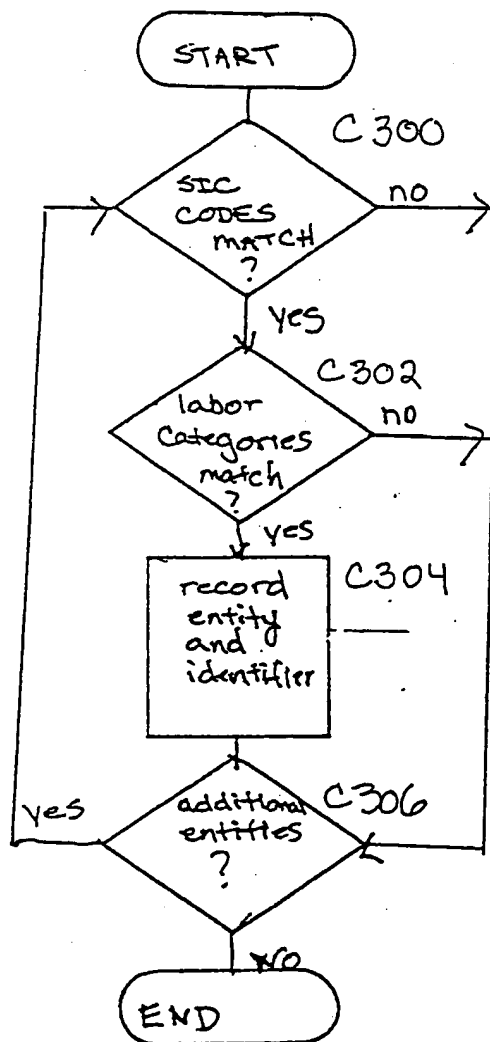 START
C300
SIC
CODES
MATCH
?
no
yes
C302
labor
categories
match
?
no
yes
C304
record
entity
and
identifier
C306
additional
entities
?
yes
NO
END